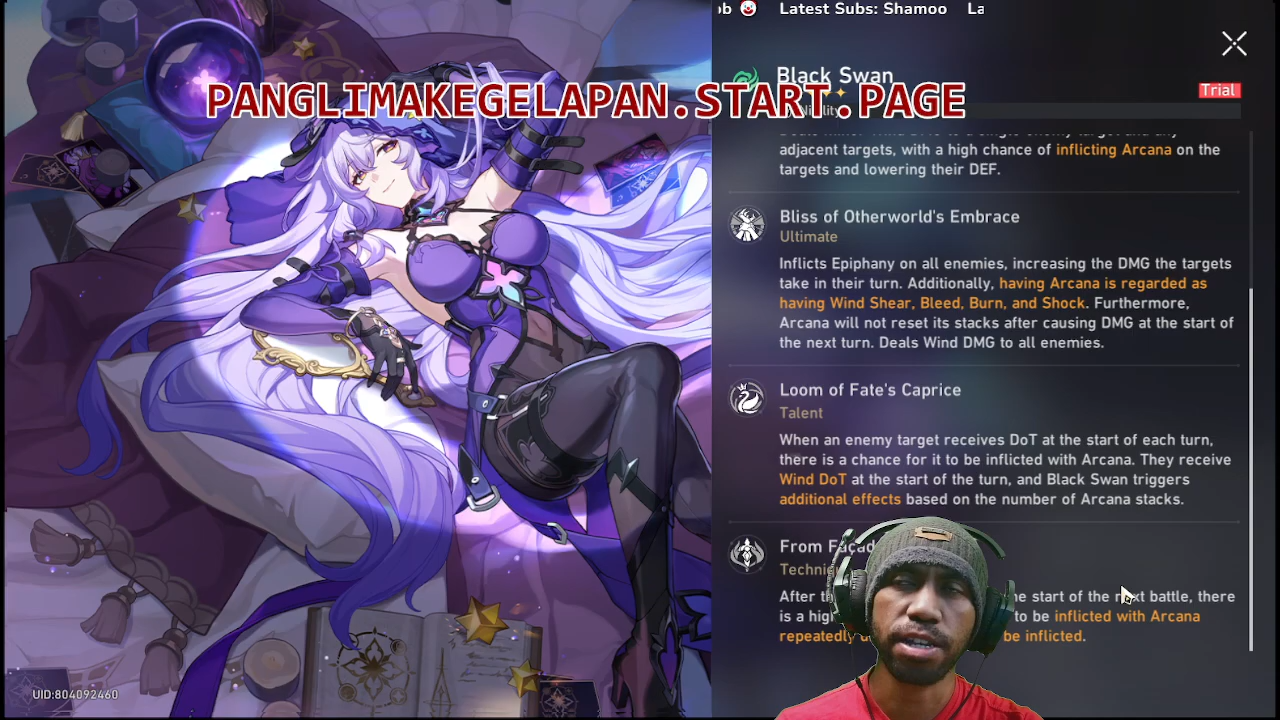 Latest Subs: Shamoo La
Black Swan
Trial
PANGLIMAKEGELAPAN.START.PAGE
adjacent targets, with a high chance of inflicting Arcana on the
targets and lowering their DEF.
Bliss of Otherworld's Embrace
Ultimate
Inflicts Epiphany on all enemies, increasing the DMG the targets
take in their turn. Additionally, having Arcana is regarded as
having Wind Shear, Bleed, Burn, and Shock. Furthermore,
Arcana will not reset its stacks after causing DMG at the start of
the next turn. Deals Wind DMG to all enemies.
Loom of Fate's Caprice
Talent
When an enemy target receives DoT at the start of each turn,
there is a chance for it to be inflicted with Arcana. They receive
Wind DoT at the start of the turn, and Black Swan triggers
additional effects based on the number of Arcana stacks.
From
After he start of the next battle, there
is a to be inflicted with Arcana
repeatedly be inflicted.
UID:804092460